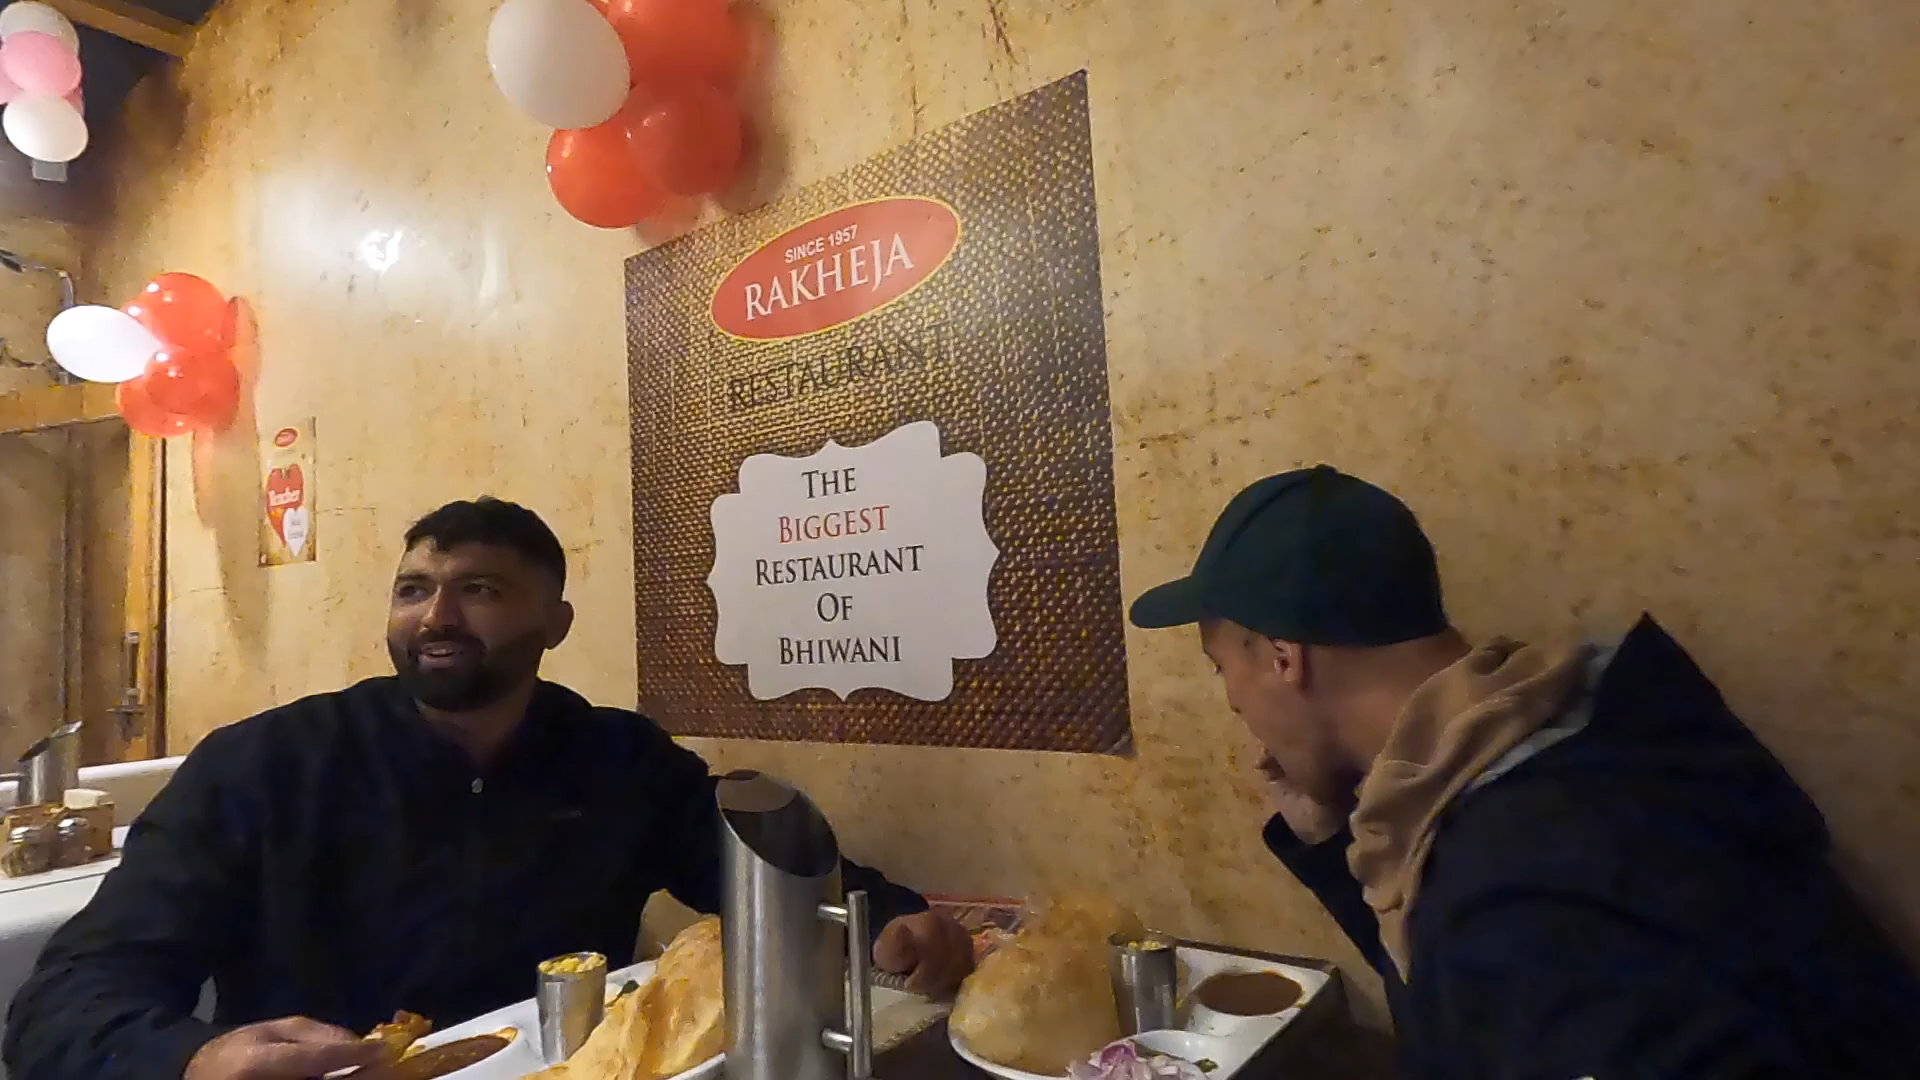 SINCE 1957
RAKHEJA
RESTAURANT
THE
BIGGEST
RESTAURANT
OF
BHIWANI